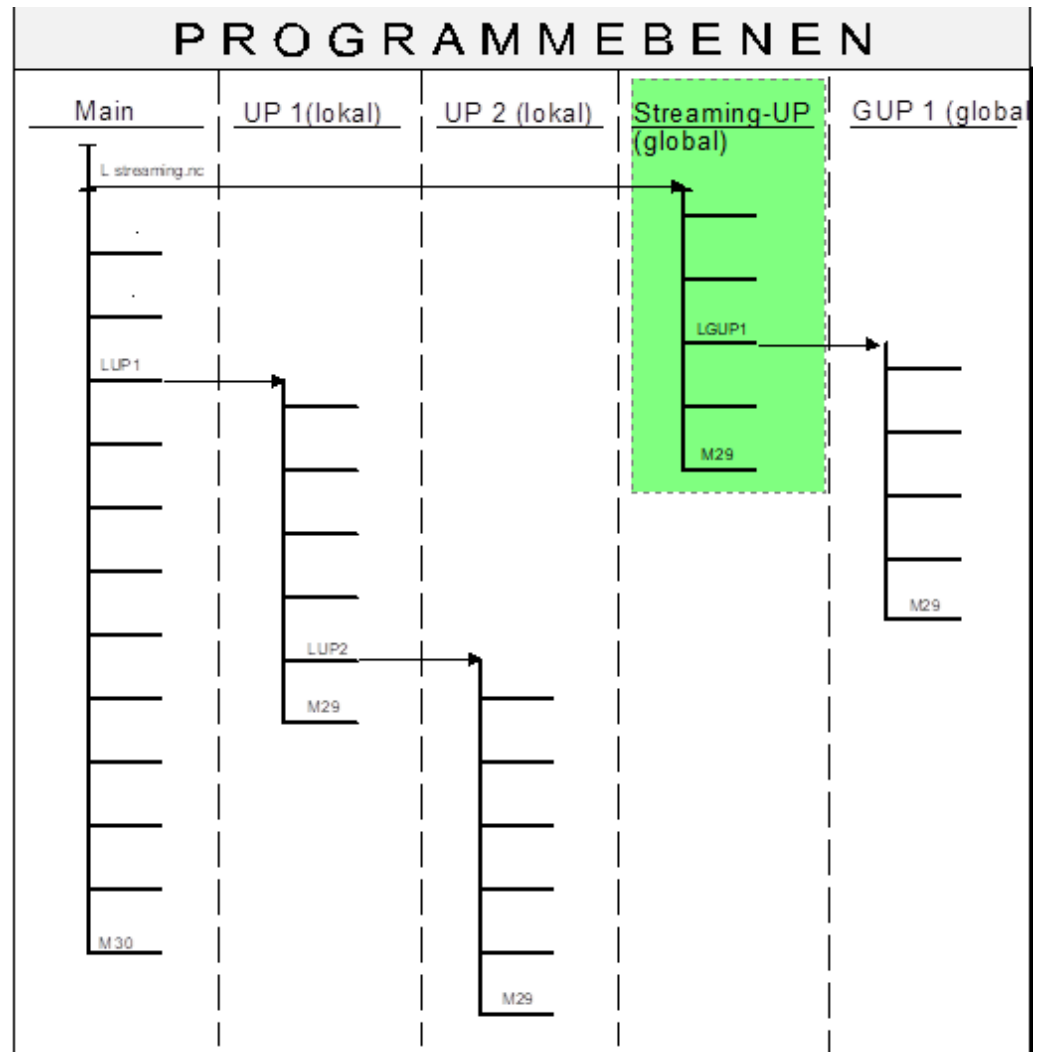 PROGRAMMEBENEN
Main
UP 1(lokal)
UP 2 (lokal)
Streaming-UP
(global)
GUP 1 (global
L streaming.nc
LUP1
LUP2
M29
M30
M29
LGUP1
M29
M29